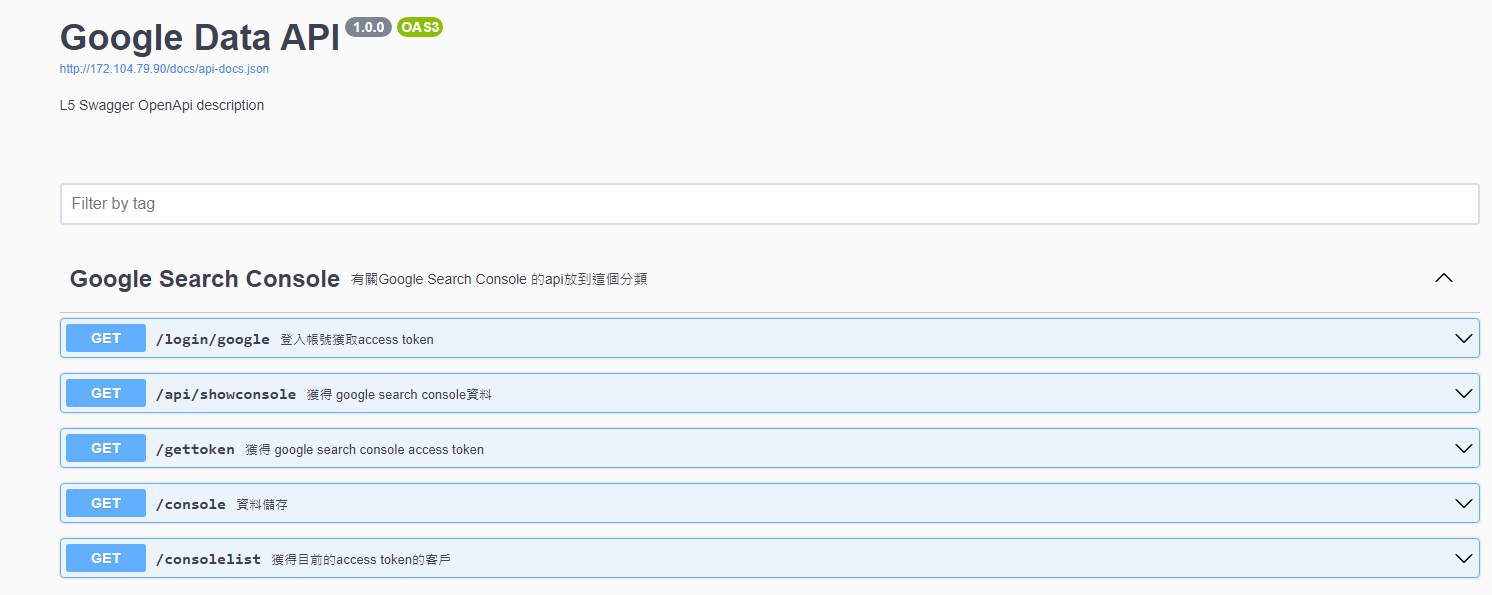 Google Data API 1.0.0 OAS3
http://172.104.79.90/docs/api-docs.json
L5 Swagger OpenApi description
Filter by tag
Google Search Console 有關Google Search Console 的api放到這個分類
GET /login/google 登入帳號獲取access token
GET /api/showconsole 獲得 google search console資料
GET /gettoken 獲得 google search console access token
GET /console 資料儲存
GET /consolelist 獲得目前的access token的客戶